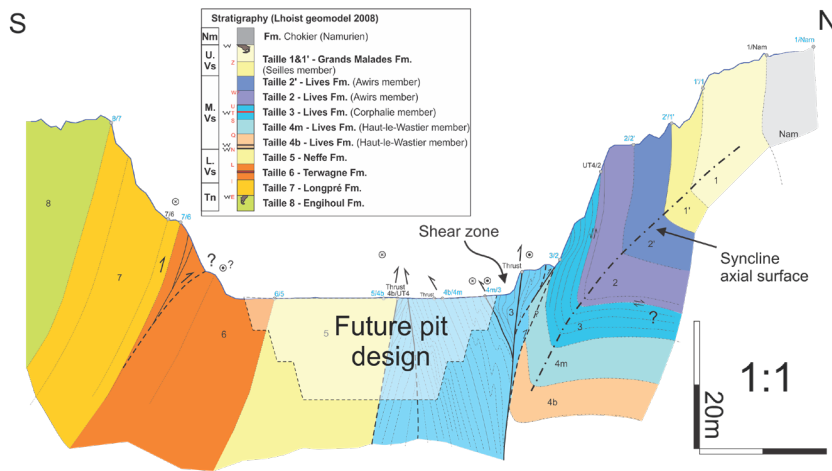 S
N
Stratigraphy (Lhoist geomodel 2008)
Nm
Fm. Chokier (Namurien)
U.
Vs
Z
Taille 1&1' - Grands Malades Fm.
(Seilles member)
M.
Vs
W
Taille 2' - Lives Fm. (Awirs member)
Taille 2 - Lives Fm. (Awirs member)
U
Taille 3 - Lives Fm. (Corphalie member)
S
Taille 4m - Lives Fm. (Haut-le-Wastier member)
Q
Taille 4b - Lives Fm. (Haut-le-Wastier member)
N
L.
Vs
Taille 5 - Neffe Fm.
L
Taille 6 - Terwagne Fm.
Tn
Taille 7 - Longpré Fm.
Taille 8 - Engihoul Fm.
1/Nam
1/Nam
1'/1
2'/1'
2/2'
UT4/2
Nam
8/7
7/6
7/6
8
7
6
?
?
6/5
5/4b
Thrust
4b/UT4
Thrust
4b/4m
4m/3
Thrust
3/2
Shear zone
Syncline
axial surface
1
1'
2'
2
3
?
3
4m
4b
5
Future pit
design
1:1
20m